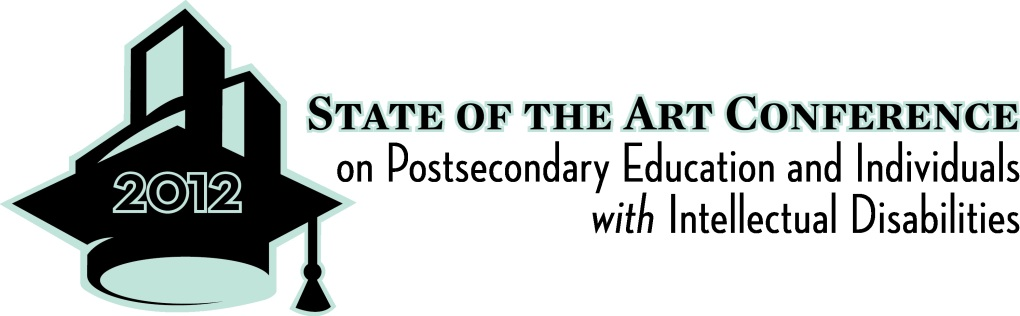 2012
STATE OF THE ART CONFERENCE
on Postsecondary Education and Individuals
with Intellectual Disabilities